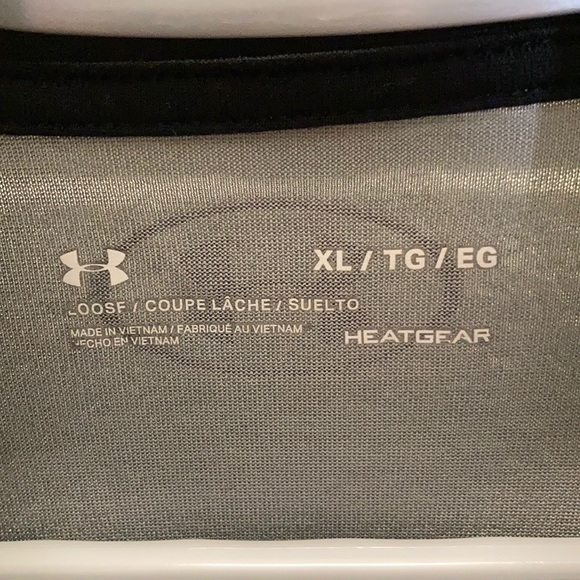 XL / TG / EG
LOOSE / COUPE LÂCHE / SUELTO
MADE IN VIETNAM / FABRIQUÉ AU VIETNAM
HECHO EN VIETNAM
HEATGEAR